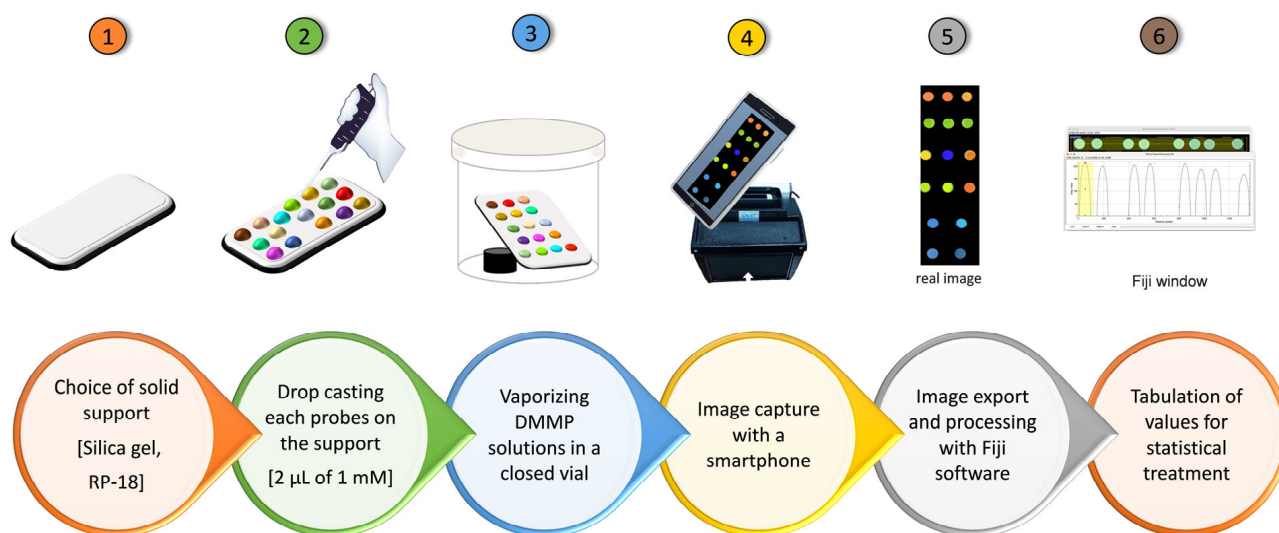 1
2
3
4
5
6
real image
Fiji window
Choice of solid
support
[Silica gel,
RP-18]
Drop casting
each probes on
the support
[2 µL of 1 mM]
Vaporizing
DMMP
solutions in a
closed vial
Image capture
with a
smartphone
Image export
and processing
with Fiji
software
Tabulation of
values for
statistical
treatment